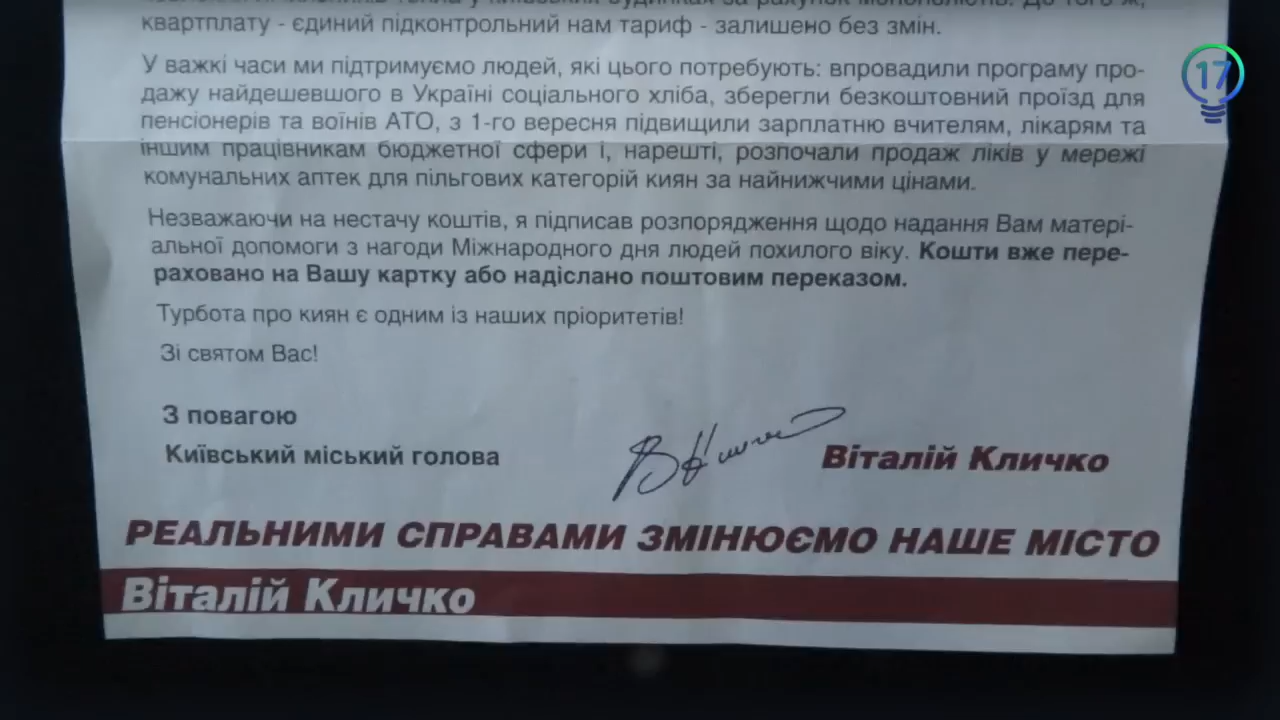 квартплату - єдиний підконтрольний нам тариф - залишено без змін.
У важкі часи ми підтримуємо людей, які цього потребують: впровадили програму про-
дажу найдешевшого в Україні соціального хліба, зберегли безкоштовний проїзд для
пенсіонерів та воїнів АТО, з 1-го вересня підвищили зарплатню вчителям, лікарям та
іншим працівникам бюджетної сфери і, нарешті, розпочали продаж ліків у мережі
комунальних аптек для пільгових категорій киян за найнижчими цінами.
Незважаючи на нестачу коштів, я підписав розпорядження щодо надання Вам матері-
альної допомоги з нагоди Міжнародного дня людей похилого віку. Кошти вже пере-
раховано на Вашу картку або надіслано поштовим переказом.
Турбота про киян є одним із наших пріоритетів!
Зі святом Вас!
З повагою
Київський міський голова
Віталій Кличко
РЕАЛЬНИМИ СПРАВАМИ ЗМІНЮЄМО НАШЕ МІСТО
Віталій Кличко
17